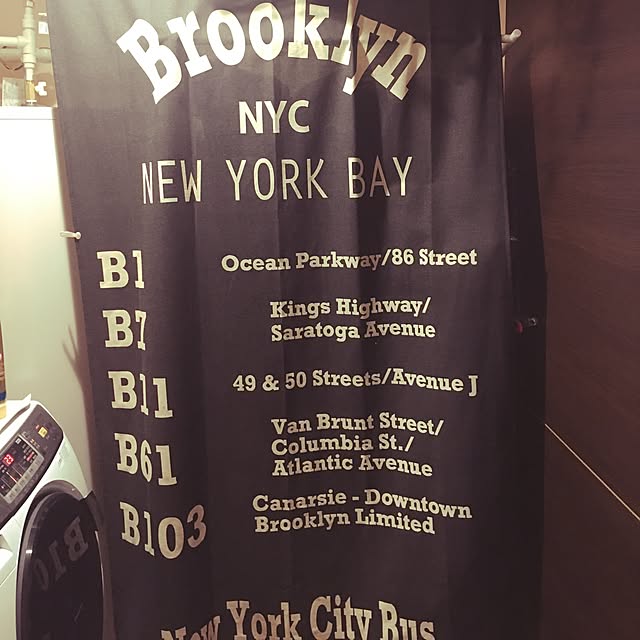 Brooklyn
NYC
NEW YORK BAY
B1 Ocean Parkway/86 Street
B7 Kings Highway/
Saratoga Avenue
B11 49 & 50 Streets/Avenue J
B61 Van Brunt Street/
Columbia St./
Atlantic Avenue
B103 Canarsie - Downtown
Brooklyn Limited
New York City Bus